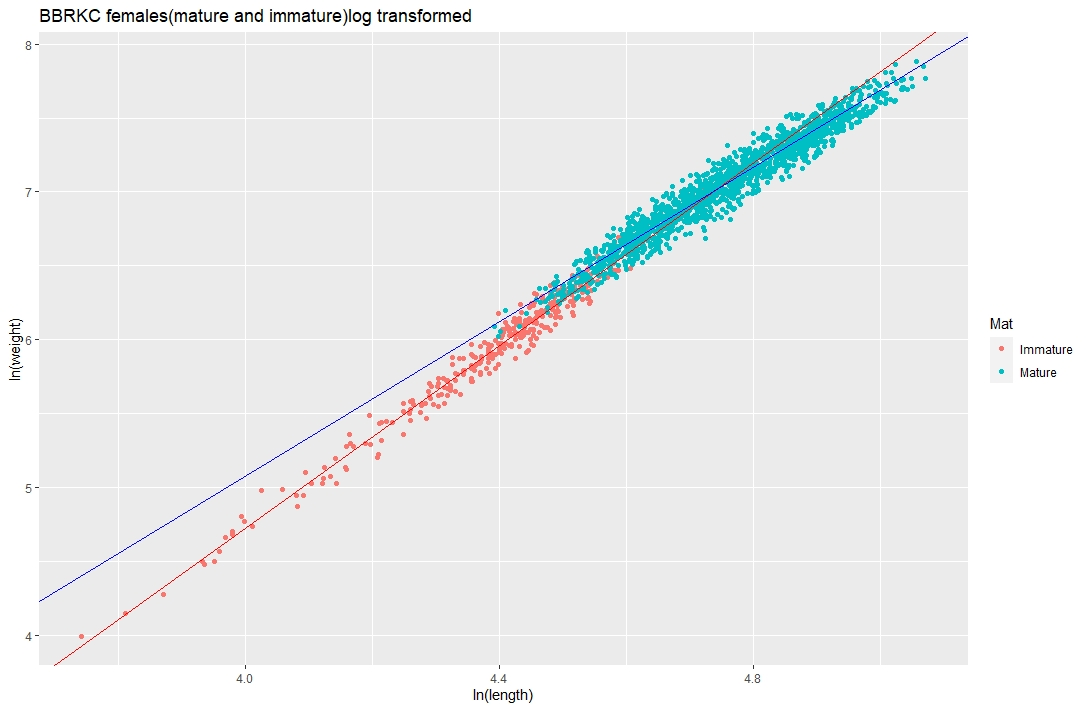 BBRKC females(mature and immature)log transformed
8
7
6
5
4
ln(weight)
4.0
4.4
4.8
ln(length)
Mat
Immature
Mature